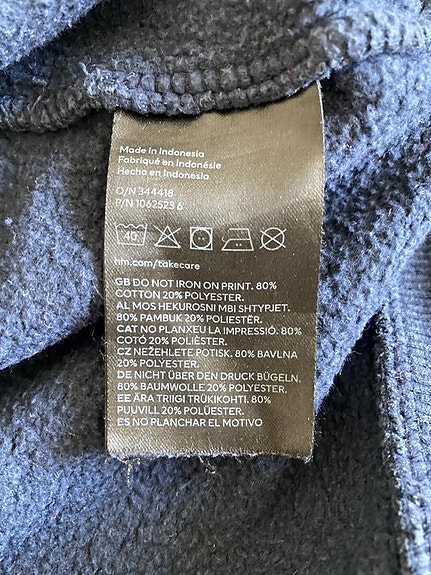 Made in Indonesia
Fabriqué en Indonésie
Hecho en Indonesia
O/N 344418
P/N 1062523 6
40
hm.com/takecare
GB DO NOT IRON ON PRINT. 80%
COTTON 20% POLYESTER.
AL MOS HEKUROSNI MBI SHTYPJET.
80% PAMBUK 20% POLIESTËR.
CAT NO PLANXEU LA IMPRESSIÓ. 80%
COTÓ 20% POLIÈSTER.
CZ NEŽEHLETE POTISK. 80% BAVLNA
20% POLYESTER.
DE NICHT ÜBER DEN DRUCK BÜGELN.
80% BAUMWOLLE 20% POLYESTER.
EE ÄRA TRIIGI TRÜKIKOHTI. 80%
PUUVILL 20% POLÜESTER.
ES NO PLANCHAR EL MOTIVO